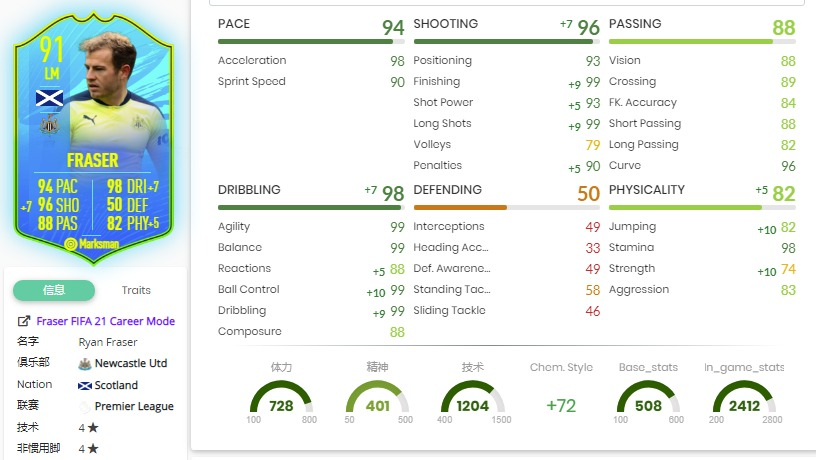 91
LM
FRASER
94 PAC 98 DRI+7
+7 96 SHO 50 DEF
88 PAS 82 PHY+5
Marksman
信息 Traits
Fraser FIFA 21 Career Mode
名字 Ryan Fraser
俱乐部 Newcastle Utd
Nation Scotland
联赛 Premier League
技术 4 ★
非惯用脚 4 ★
PACE 94
Acceleration 98
Sprint Speed 90
SHOOTING +7 96
Positioning 93
Finishing +9 99
Shot Power +5 93
Long Shots +9 99
Volleys 79
Penalties +5 90
PASSING 88
Vision 88
Crossing 89
FK. Accuracy 84
Short Passing 88
Long Passing 82
Curve 96
DRIBBLING +7 98
Agility 99
Balance 99
Reactions +5 88
Ball Control +10 99
Dribbling +9 99
Composure 88
DEFENDING 50
Interceptions 49
Heading Acc... 33
Def. Awarene... 49
Standing Tac... 58
Sliding Tackle 46
PHYSICALITY +5 82
Jumping +10 82
Stamina 98
Strength +10 74
Aggression 83
体力 精神 技术 Chem. Style Base_stats In_game_stats
728 401 1204 +72 508 2412
100 800 50 500 400 1500 100 600 200 2800